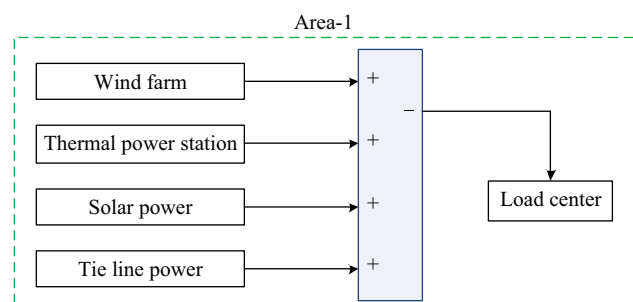 Area-1
Wind farm
+
Thermal power station
+
−
Solar power
+
Load center
Tie line power
+